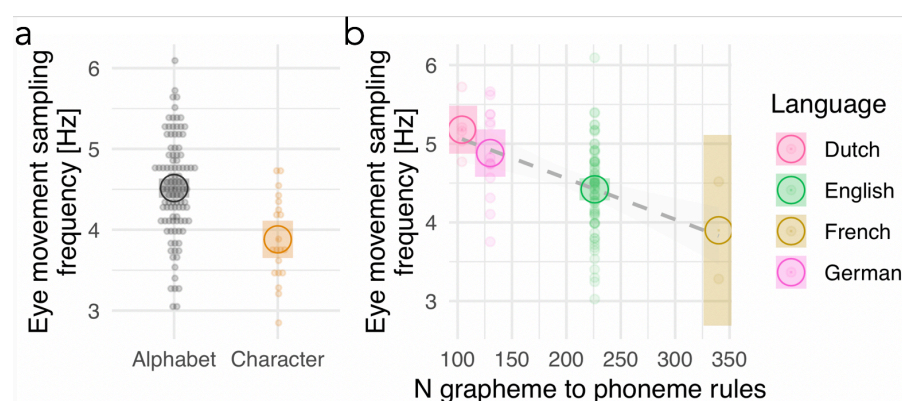 a
Eye movement sampling
frequency [Hz]
6
5
4
3
Alphabet Character
b
Eye movement sampling
frequency [Hz]
6
5
4
3
100 150 200 250 300 350
N grapheme to phoneme rules
Language
Dutch
English
French
German